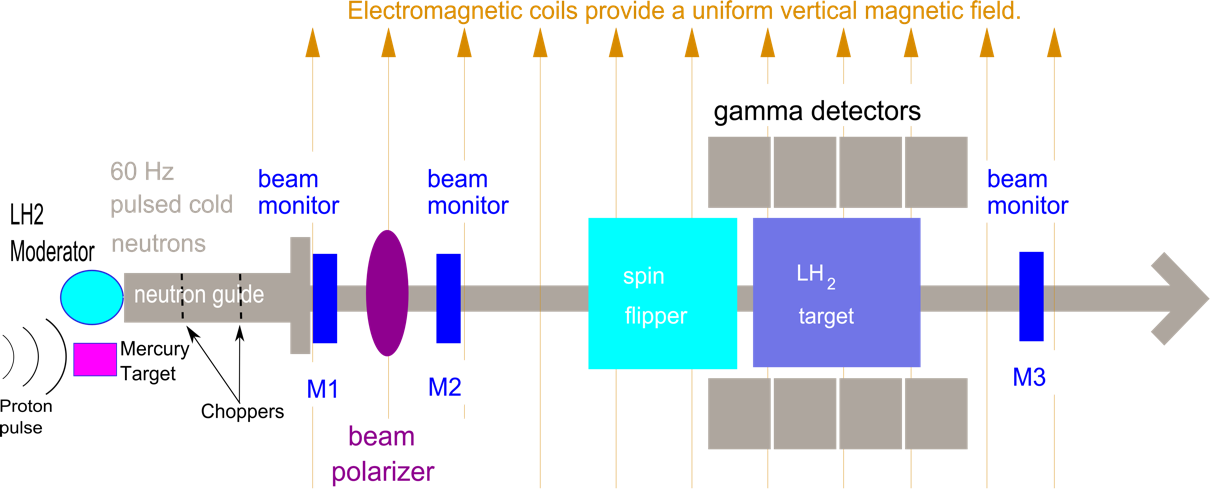 Electromagnetic coils provide a uniform vertical magnetic field.
gamma detectors
60 Hz
pulsed cold
neutrons
LH2
Moderator
beam
monitor
beam
monitor
beam
monitor
neutron guide
spin
flipper
LH2
target
Mercury
Target
Proton
pulse
Choppers
M1
M2
M3
beam
polarizer